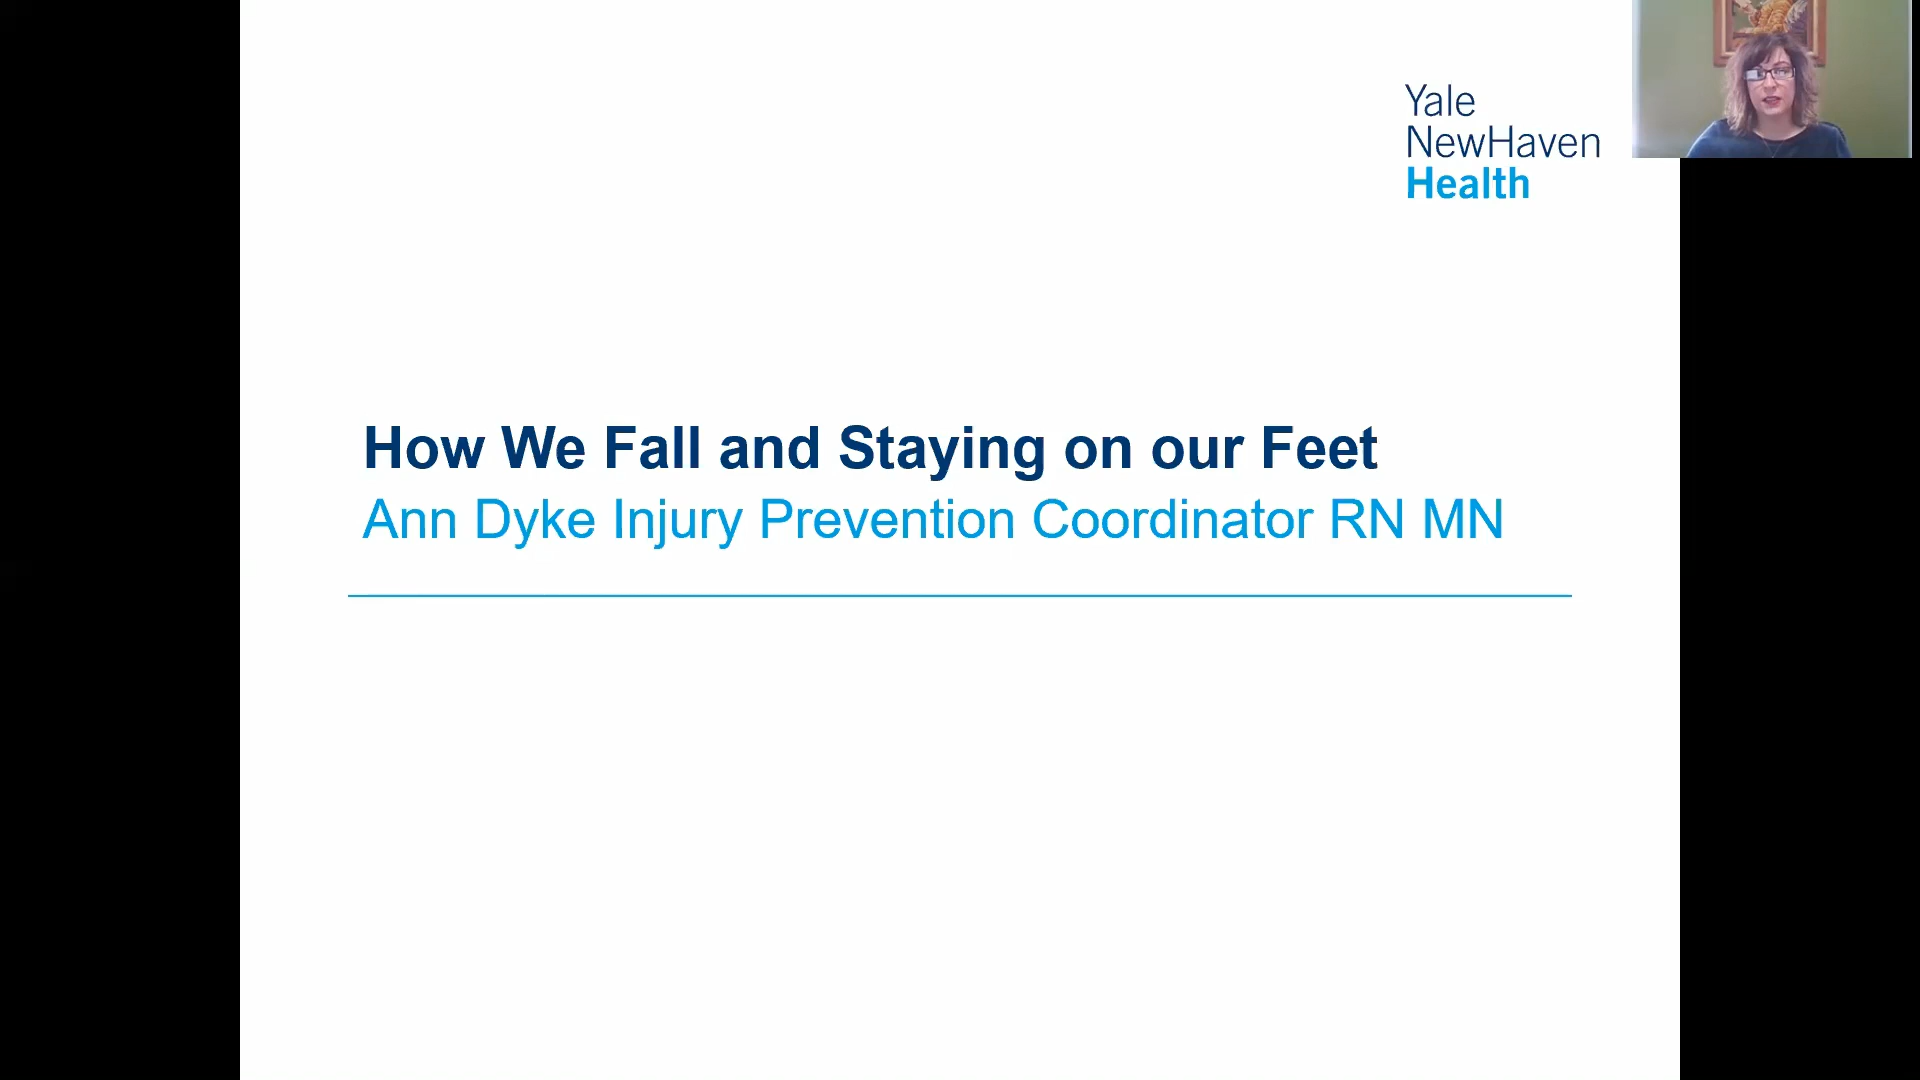 Yale
NewHaven
Health
How We Fall and Staying on our Feet
Ann Dyke Injury Prevention Coordinator RN MN